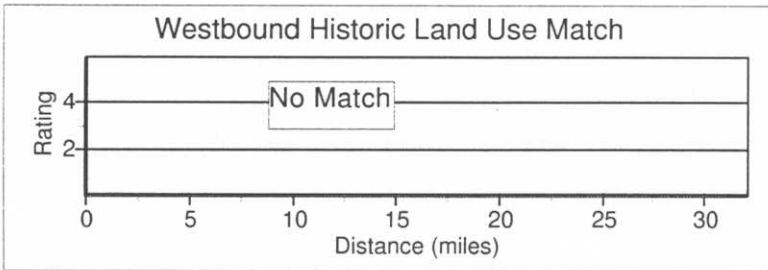 Westbound Historic Land Use Match
No Match
Rating
4
2
0 5 10 15 20 25 30
Distance (miles)